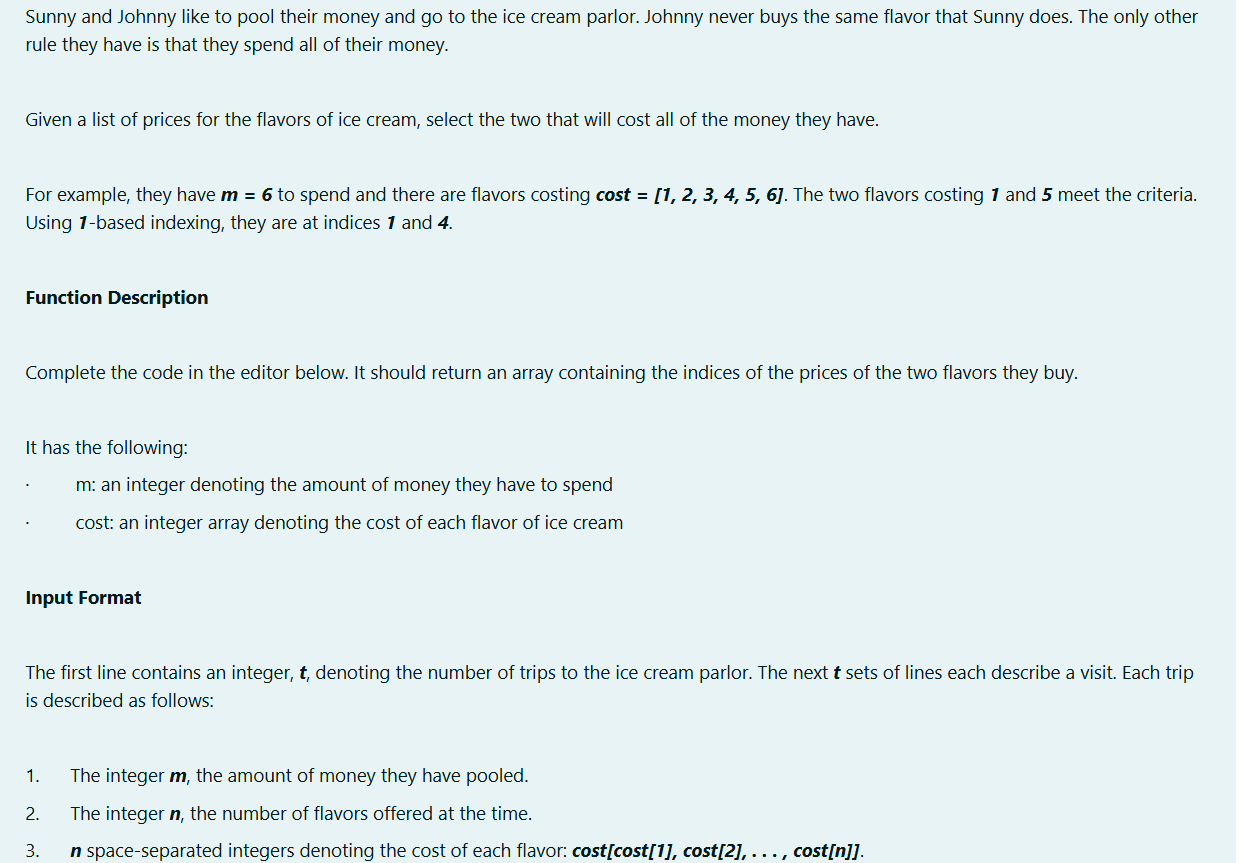 Sunny and Johnny like to pool their money and go to the ice cream parlor. Johnny never buys the same flavor that Sunny does. The only other
rule they have is that they spend all of their money.
Given a list of prices for the flavors of ice cream, select the two that will cost all of the money they have.
For example, they have m = 6 to spend and there are flavors costing cost = [1, 2, 3, 4, 5, 6]. The two flavors costing 1 and 5 meet the criteria.
Using 1-based indexing, they are at indices 1 and 4.
Function Description
Complete the code in the editor below. It should return an array containing the indices of the prices of the two flavors they buy.
It has the following:
· m: an integer denoting the amount of money they have to spend
· cost: an integer array denoting the cost of each flavor of ice cream
Input Format
The first line contains an integer, t, denoting the number of trips to the ice cream parlor. The next t sets of lines each describe a visit. Each trip
is described as follows:
1. The integer m, the amount of money they have pooled.
2. The integer n, the number of flavors offered at the time.
3. n space-separated integers denoting the cost of each flavor: cost[cost[1], cost[2], . . . , cost[n]].